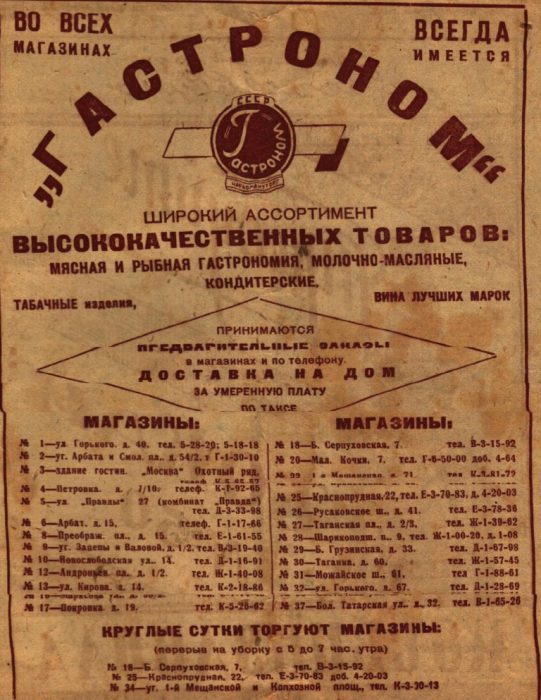 ВО ВСЕХ
МАГАЗИНАХ
ВСЕГДА
ИМЕЕТСЯ
„ГАСТРОНОМ“
СССР
Гастроном
ШИРОКИЙ АССОРТИМЕНТ
ВЫСОКОКАЧЕСТВЕННЫХ ТОВАРОВ:
МЯСНАЯ И РЫБНАЯ ГАСТРОНОМИЯ, МОЛОЧНО-МАСЛЯНЫЕ,
КОНДИТЕРСКИЕ,
ТАБАЧНЫЕ изделия,
ВИНА ЛУЧШИХ МАРОК
ПРИНИМАЮТСЯ
ПРЕДВАРИТЕЛЬНЫЕ ЗАКАЗЫ
в магазинах и по телефону.
ДОСТАВКА НА ДОМ
ЗА УМЕРЕННУЮ ПЛАТУ
ПО ТАКСЕ
МАГАЗИНЫ:
№ 1—ул. Горького. д. 40. тел. 5-28-29; 5-18-18
№ 2—уг. Арбата и Смол. пл.. д. 54/2. т Г-1-30-10
№ 3—здание гостин. „Москва“ Охотный ряд,
№ 4—Петровка. д. 7/10. телеф. К-1-92-65
№ 5—ул „Правды“ 27 (комбинат „Правда“)
тел. Д-3-33-98
№ 6—Арбат. д. 15, телеф. Г-1-17-66
№ 8—Преображ. пл.. д. 15. тел. Е-1-61-55
№ 9—уг. Зацепы и Валовой, д. 1/2. тел. В-3-19-40
№ 10—Новослободская ул. 14. тел. Д-1-16-91
№ 12—Андроньев. пл. д. 1/2. тел. Ж-1-40-08
№ 13—ул. Кирова. д. 14. тел. К-2-18-86
№ 17—Покровка. д. 19. тел. К-5-26-62
МАГАЗИНЫ:
№ 18—Б. Серпуховская, 7. тел. В-3-15-92
№ 20—Мал. Кочки. 7. тел. Г-6-50-00 доб. 4-64
№ 25—Краснопрудная, 22, тел. Е-3-70-83, д. 4-20-03
№ 26—Русаковское ш., д. 41. тел. Е-3-78-36
№ 27—Таганская пл., д. 2/3, тел. Ж-1-39-62
№ 28—Шарикоподш. п., 9, тел. Ж-1-00-20, д. 1-08
№ 29—Б. Грузинская, д. 33. тел. Д-1-67-98
№ 30—Таганка, д. 60. тел. Ж-1-57-45
№ 31—Можайское ш., 61, тел Г-1-88-61
№ 32—ул. Горького, д. 67. тел. Д-1-28-69
№ 37—Бол. Татарская ул., д. 32. тел. В-1-65-26
КРУГЛЫЕ СУТКИ ТОРГУЮТ МАГАЗИНЫ:
(перерыв на уборку с 5 до 7 час. утра)
№ 18—Б. Серпуховская, 7, тел. В-3-15-92
№ 25—Краснопрудная, 22, тел. Е-3-70-83 доб. 4-20-03
№ 34—уг. 1-й Мещанской и Колхозной площ., тел. К-3-30-13